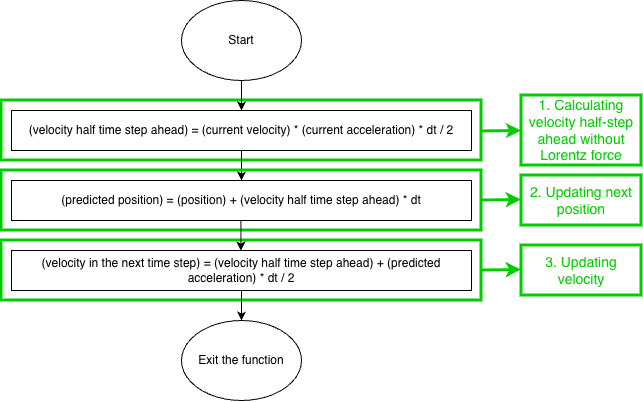 Start
(velocity half time step ahead) = (current velocity) * (current acceleration) * dt / 2
1. Calculating
velocity half-step
ahead without
Lorentz force
(predicted position) = (position) + (velocity half time step ahead) * dt
2. Updating next
position
(velocity in the next time step) = (velocity half time step ahead) + (predicted
acceleration) * dt / 2
3. Updating
velocity
Exit the function